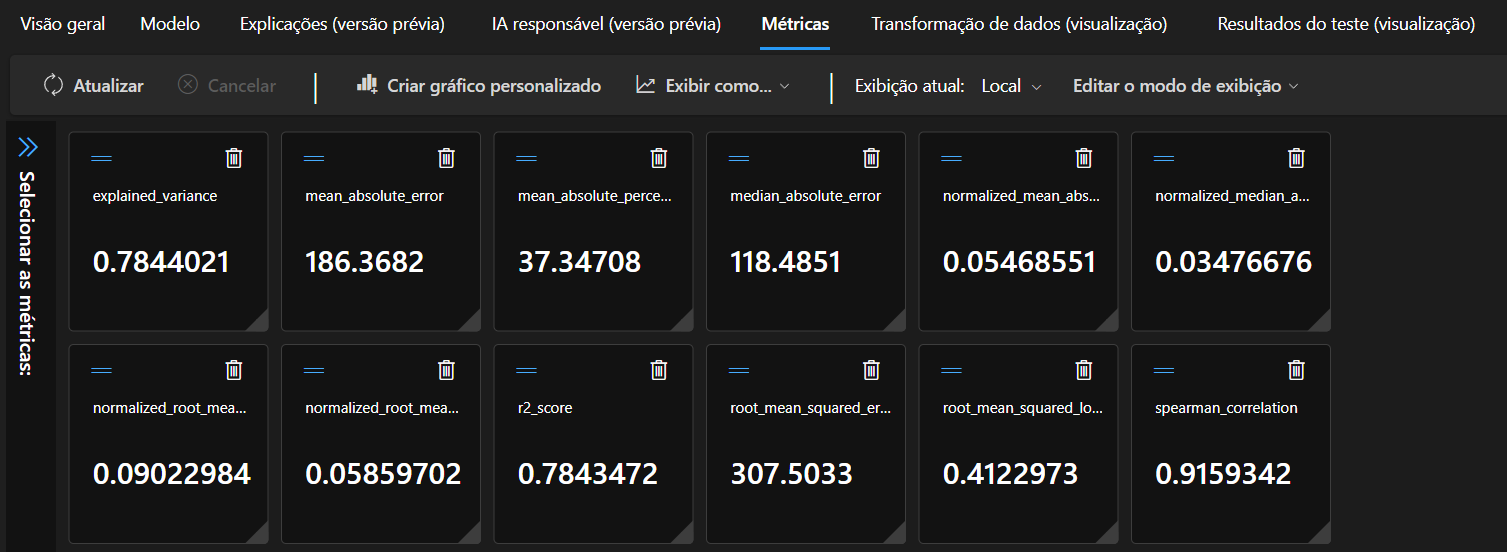 Visão geral
Modelo
Explicações (versão prévia)
IA responsável (versão prévia)
Métricas
Transformação de dados (visualização)
Resultados do teste (visualização)
Atualizar
Cancelar
Criar gráfico personalizado
Exibir como...
Exibição atual:
Local
Editar o modo de exibição
Selecionar as métricas:
explained_variance
0.7844021
mean_absolute_error
186.3682
mean_absolute_perce...
37.34708
median_absolute_error
118.4851
normalized_mean_abs...
0.05468551
normalized_median_a...
0.03476676
normalized_root_mea...
0.09022984
normalized_root_mea...
0.05859702
r2_score
0.7843472
root_mean_squared_er...
307.5033
root_mean_squared_lo...
0.4122973
spearman_correlation
0.9159342